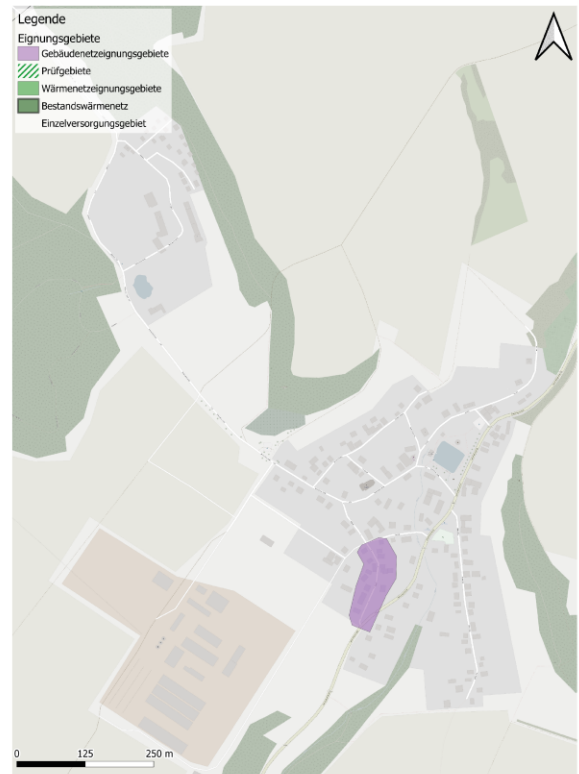 Legende
Eignungsgebiete
Gebäudenetzeignungsgebiete
Prüfgebiete
Wärmenetzeignungsgebiete
Bestandswärmenetz
Einzelversorgungsgebiet
0 125 250 m